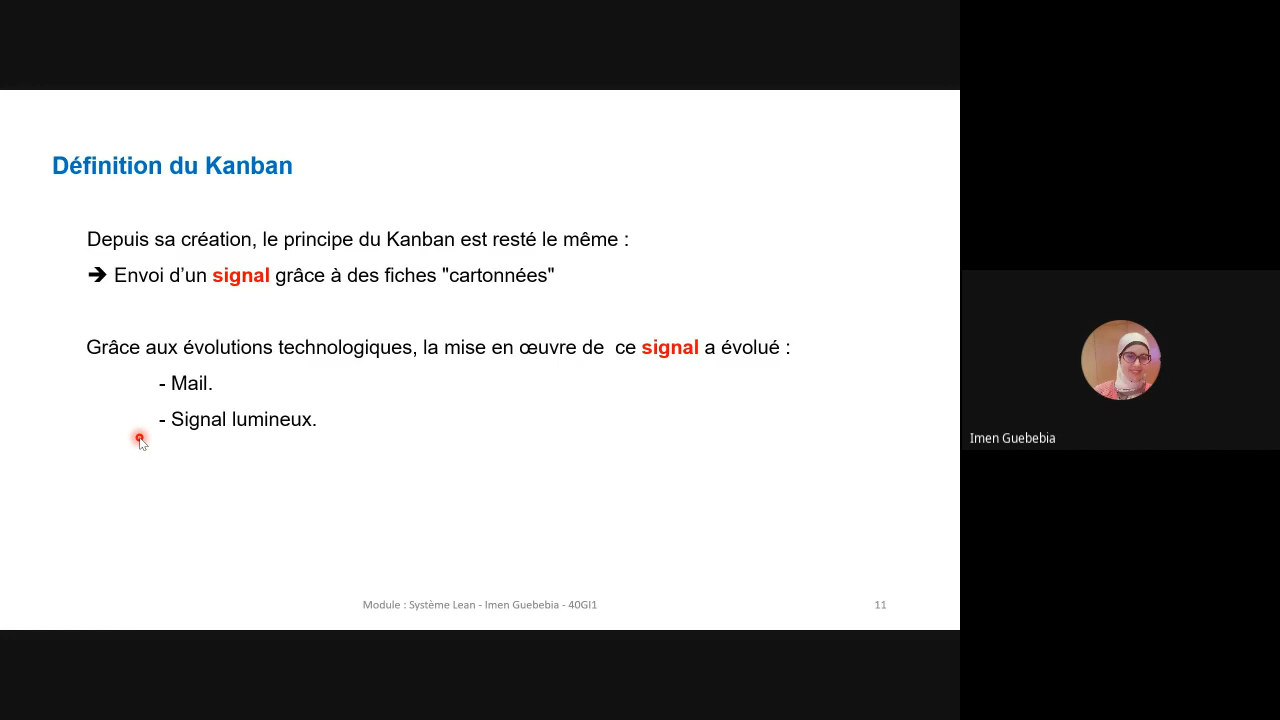 Définition du Kanban
Depuis sa création, le principe du Kanban est resté le même :
➔ Envoi d’un signal grâce à des fiches "cartonnées"
Grâce aux évolutions technologiques, la mise en œuvre de  ce signal a évolué :
- Mail.
- Signal lumineux.
Imen Guebebia
Module : Système Lean - Imen Guebebia - 40GI1
11